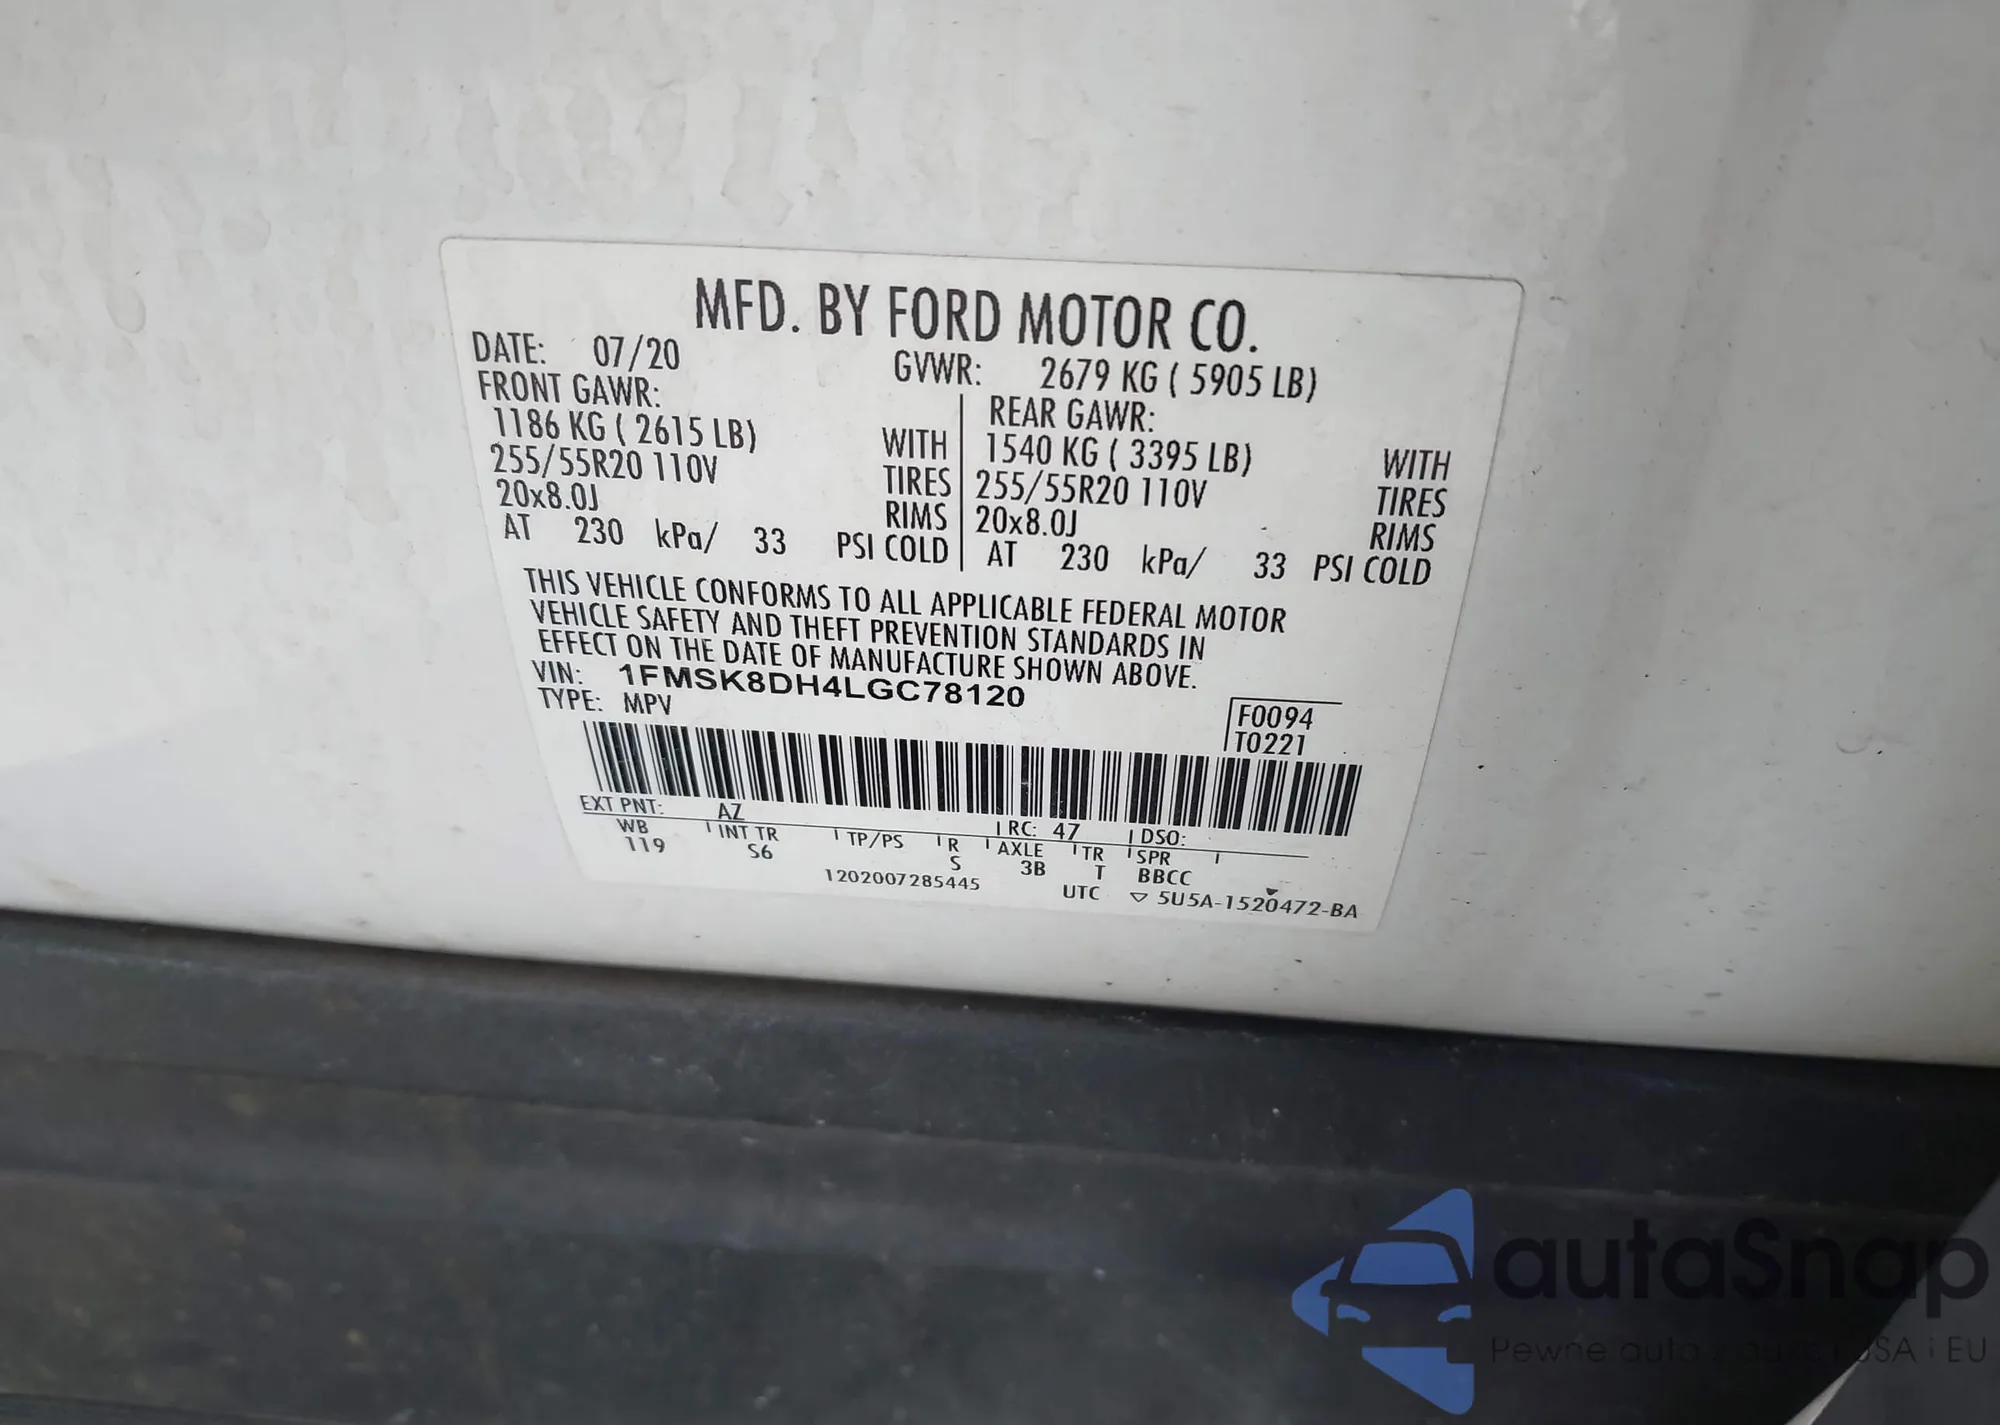 MFD. BY FORD MOTOR CO.
DATE: 07/20 GVWR: 2679 KG ( 5905 LB)
FRONT GAWR: REAR GAWR:
1186 KG ( 2615 LB) WITH 1540 KG ( 3395 LB) WITH
255/55R20 110V TIRES 255/55R20 110V TIRES
20x8.0J RIMS 20x8.0J RIMS
AT 230 kPa/ 33 PSI COLD AT 230 kPa/ 33 PSI COLD
THIS VEHICLE CONFORMS TO ALL APPLICABLE FEDERAL MOTOR
VEHICLE SAFETY AND THEFT PREVENTION STANDARDS IN
EFFECT ON THE DATE OF MANUFACTURE SHOWN ABOVE.
VIN: 1FMSK8DH4LGC78120
TYPE: MPV
F0094
T0221
EXT PNT: AZ RC: 47 DSO:
WB INT TR TP/PS R AXLE TR SPR
119 S6 S 3B T BBCC
1202007285445 UTC ▽ 5U5A-1520472-BA
autaSnap
Pewne auta z USA i EU